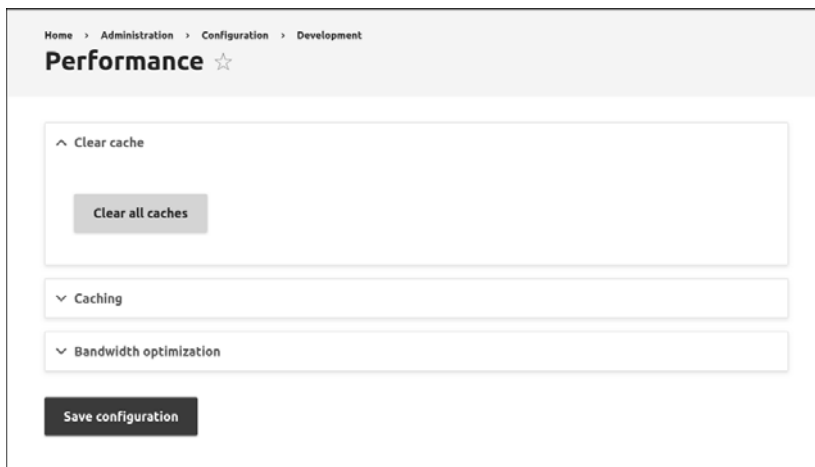 Home › Administration › Configuration › Development
Performance
Clear cache
Clear all caches
Caching
Bandwidth optimization
Save configuration